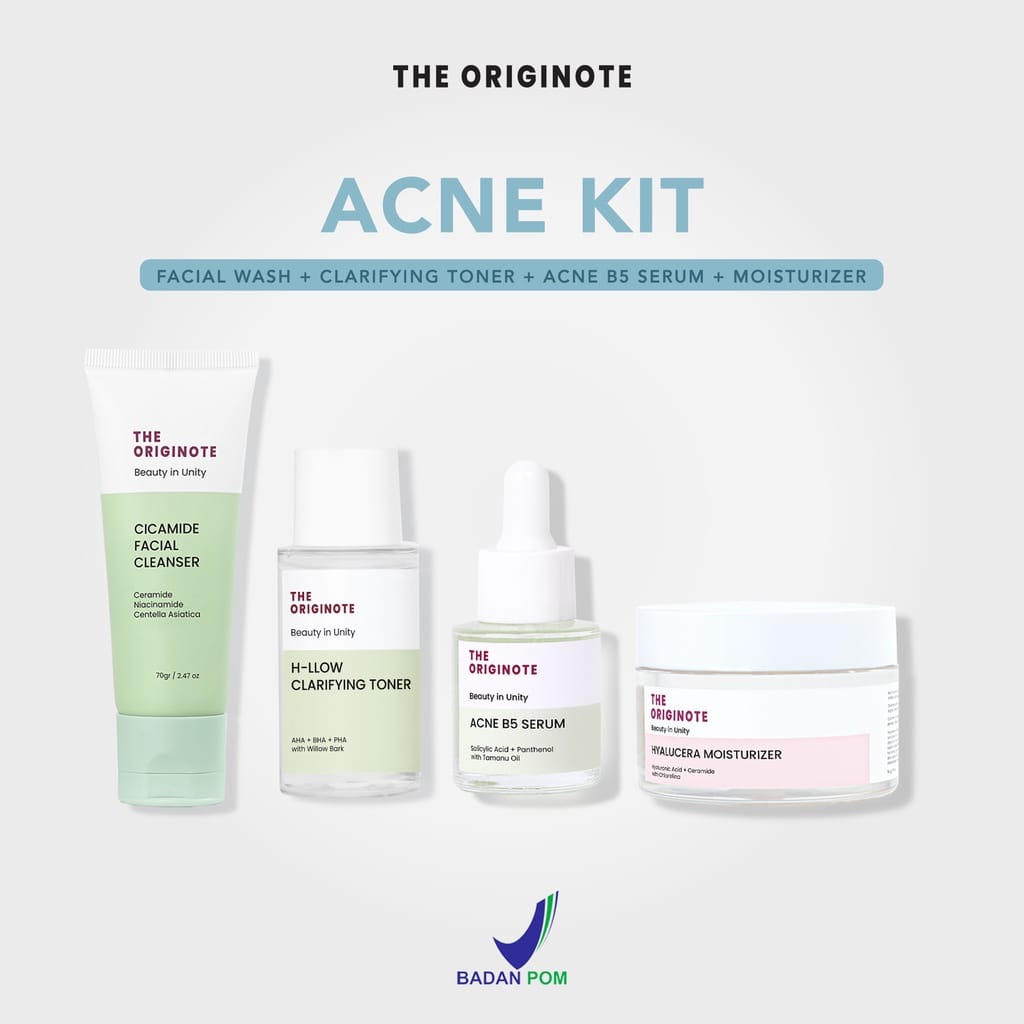 THE ORIGINOTE
ACNE KIT
FACIAL WASH + CLARIFYING TONER + ACNE B5 SERUM + MOISTURIZER
THE
ORIGINOTE
Beauty in Unity
CICAMIDE
FACIAL
CLEANSER
Ceramide
Niacinamide
Centella Asiatica
70gr / 2.47 oz
THE
ORIGINOTE
Beauty in Unity
H-LLOW
CLARIFYING TONER
AHA + BHA + PHA
with Willow Bark
THE
ORIGINOTE
Beauty in Unity
ACNE B5 SERUM
Salicylic Acid + Panthenol
with Tamanu Oil
THE
ORIGINOTE
Beauty in Unity
HYALUCERA MOISTURIZER
Hyaluronic Acid + Ceramide
with Chlorelina
BADAN POM